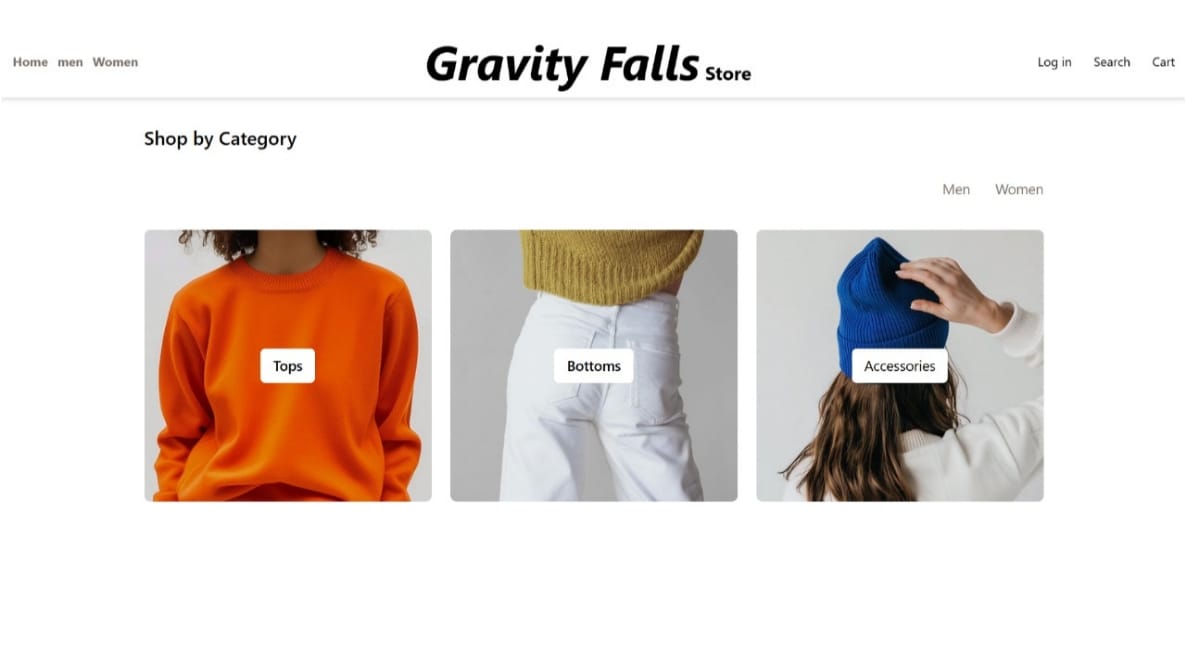 Home men Women
Gravity Falls Store
Log in Search Cart
Shop by Category
Men Women
Tops
Bottoms
Accessories